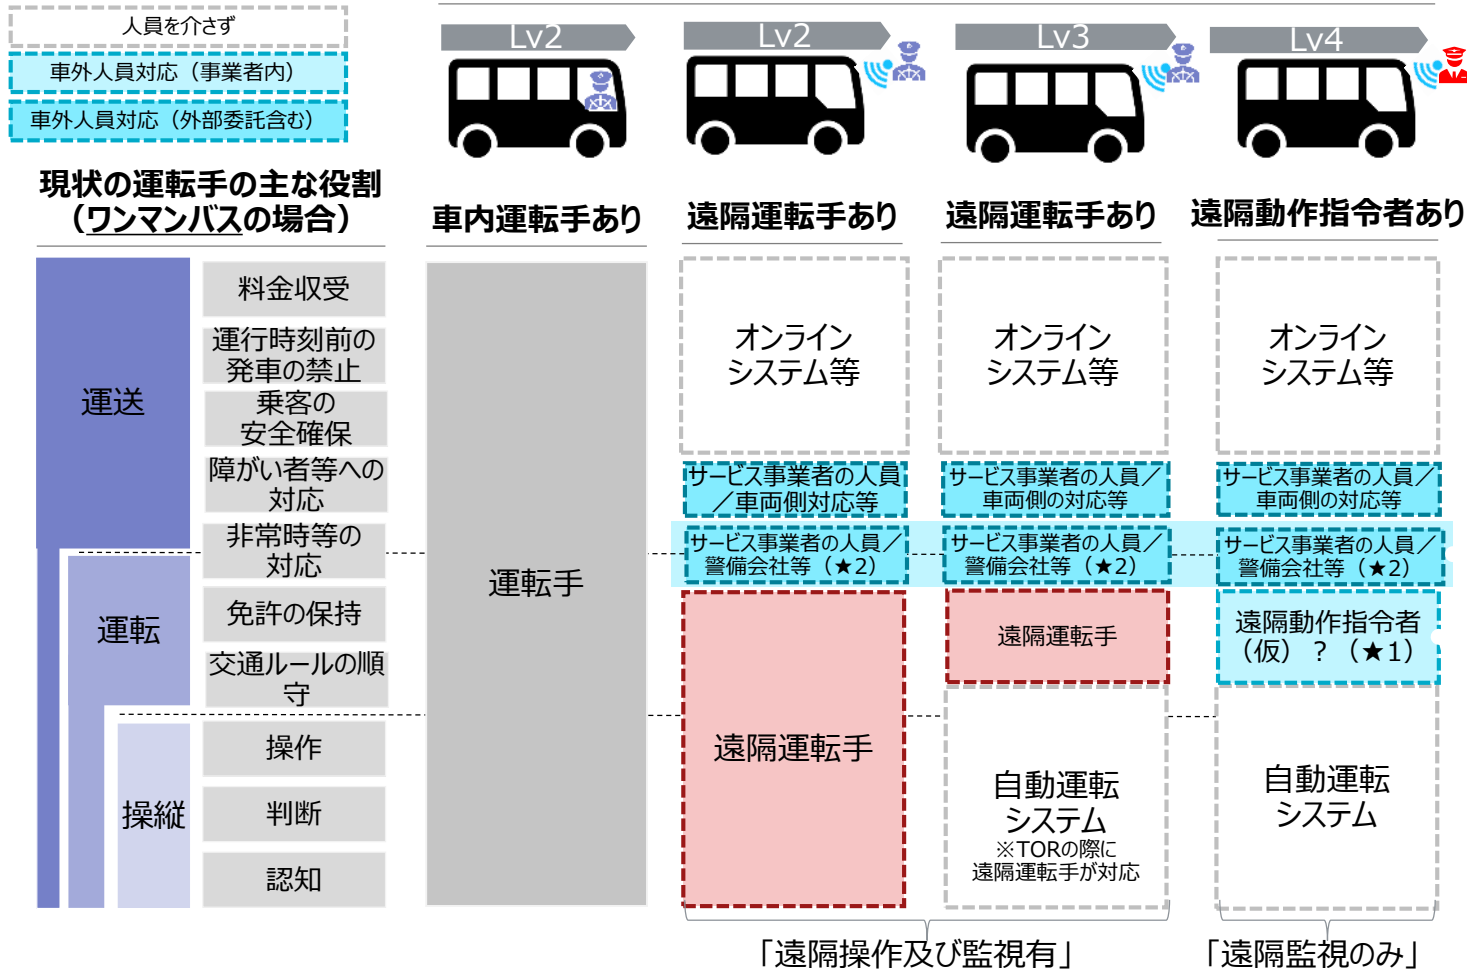 人員を介さず
車外人員対応（事業者内）
車外人員対応（外部委託含む）
Lv2
Lv2
Lv3
Lv4
現状の運転手の主な役割
（ワンマンバスの場合）
車内運転手あり
遠隔運転手あり
遠隔運転手あり
遠隔動作指令者あり
運送
運転
操縦
料金収受
運行時刻前の
発車の禁止
乗客の
安全確保
障がい者等への
対応
非常時等の
対応
免許の保持
交通ルールの順
守
操作
判断
認知
運転手
オンライン
システム等
サービス事業者の人員
／車両側対応等
サービス事業者の人員／
警備会社等（★2）
遠隔運転手
オンライン
システム等
サービス事業者の人員／
車両側の対応等
サービス事業者の人員／
警備会社等（★2）
遠隔運転手
自動運転
システム
※TORの際に
遠隔運転手が対応
オンライン
システム等
サービス事業者の人員／
車両側の対応等
サービス事業者の人員／
警備会社等（★2）
遠隔動作指令者
（仮）？（★1）
自動運転
システム
「遠隔操作及び監視有」
「遠隔監視のみ」